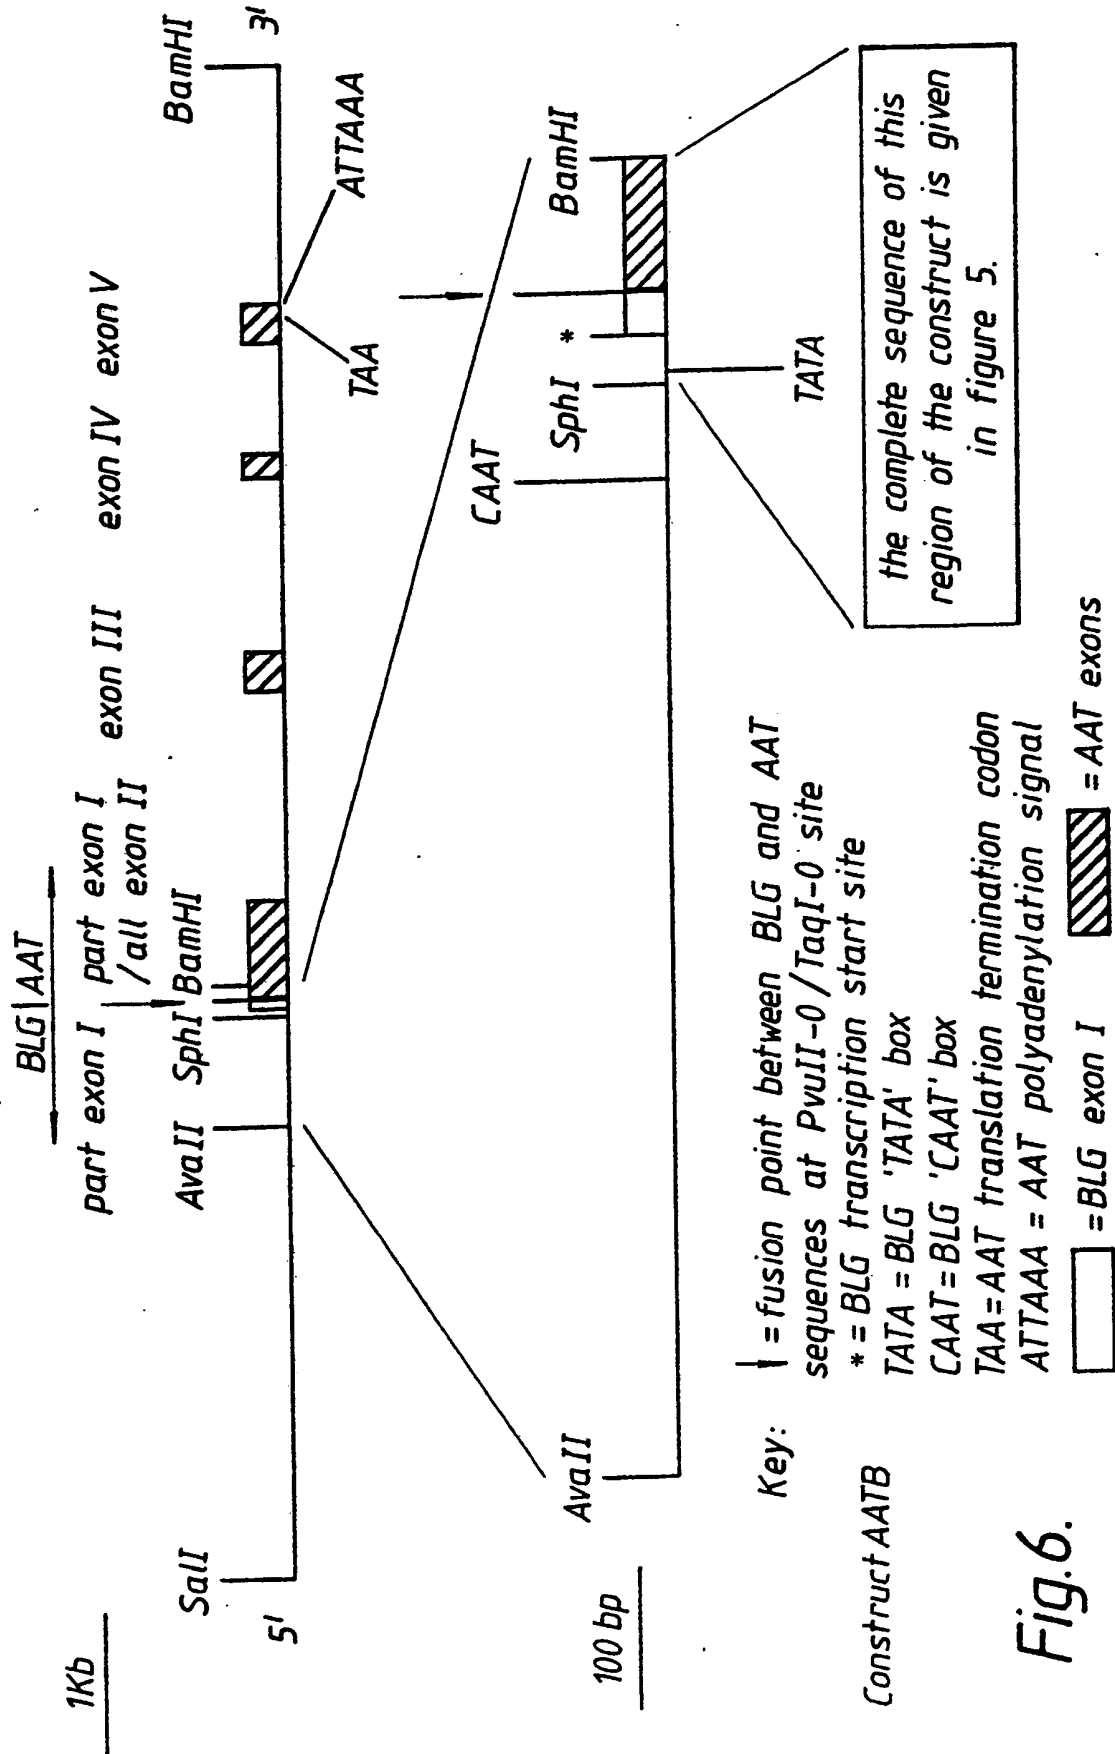 1Kb
BLG AAT
part exon I
part exon I
/all exon II
exon III
exon IV
exon V
SalI
AvaII
SphI
BamHI
BamHI
5'
3'
TAA
ATTAAA
100 bp
AvaII
CAAT
SphI
*
BamHI
TATA
the complete sequence of this
region of the construct is given
in figure 5.
Construct AATB
Key:
= fusion point between BLG and AAT
sequences at PvuII-0/TaqI-0 site
* = BLG transcription start site
TATA = BLG 'TATA' box
CAAT = BLG 'CAAT' box
TAA = AAT translation termination codon
ATTAAA = AAT polyadenylation signal
= BLG exon I
= AAT exons
Fig.6.